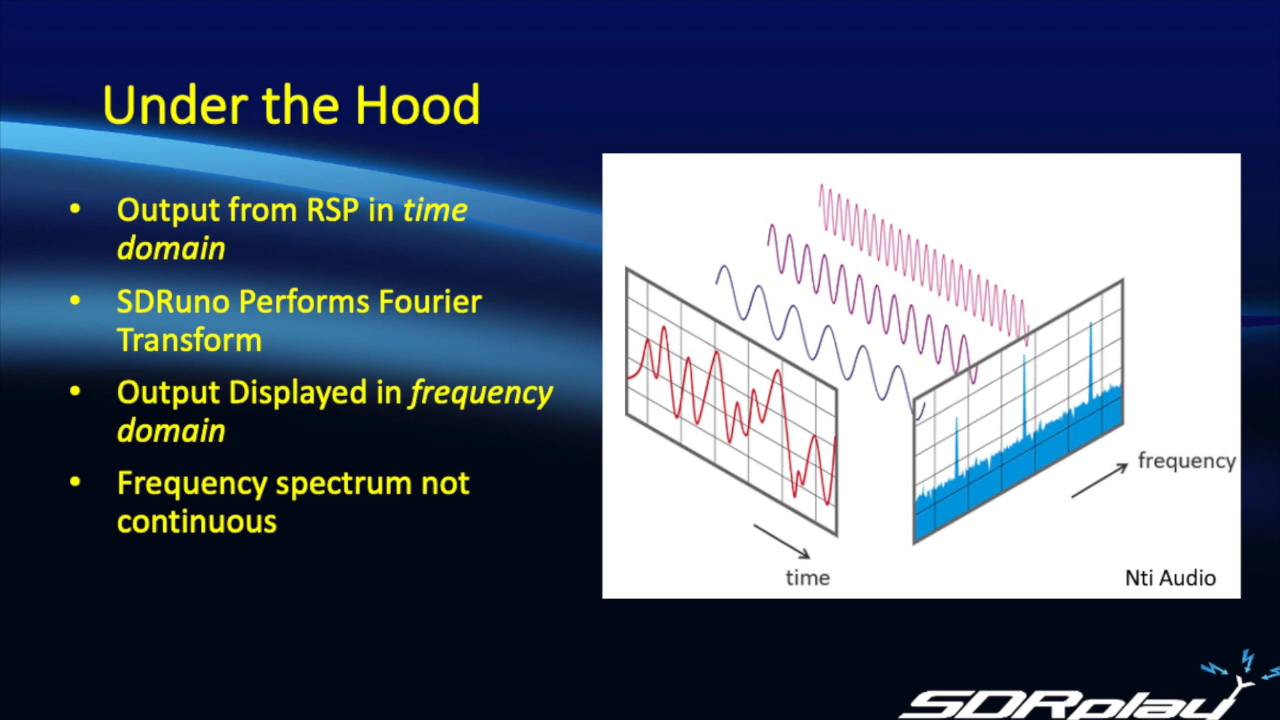 Under the Hood
• Output from RSP in time
domain
• SDRuno Performs Fourier
Transform
• Output Displayed in frequency
domain
• Frequency spectrum not
continuous
frequency
time
Nti Audio
SDRplay